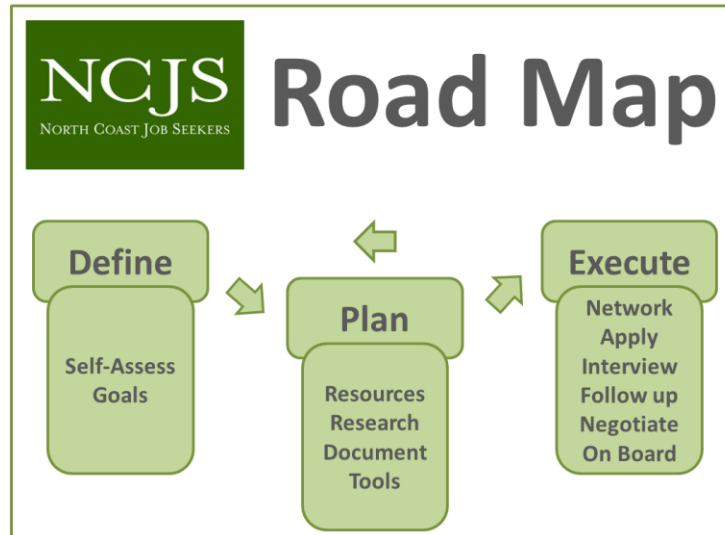 NCJS
NORTH COAST JOB SEEKERS
Road Map
Define
Self-Assess
Goals
Plan
Resources
Research
Document
Tools
Execute
Network
Apply
Interview
Follow up
Negotiate
On Board